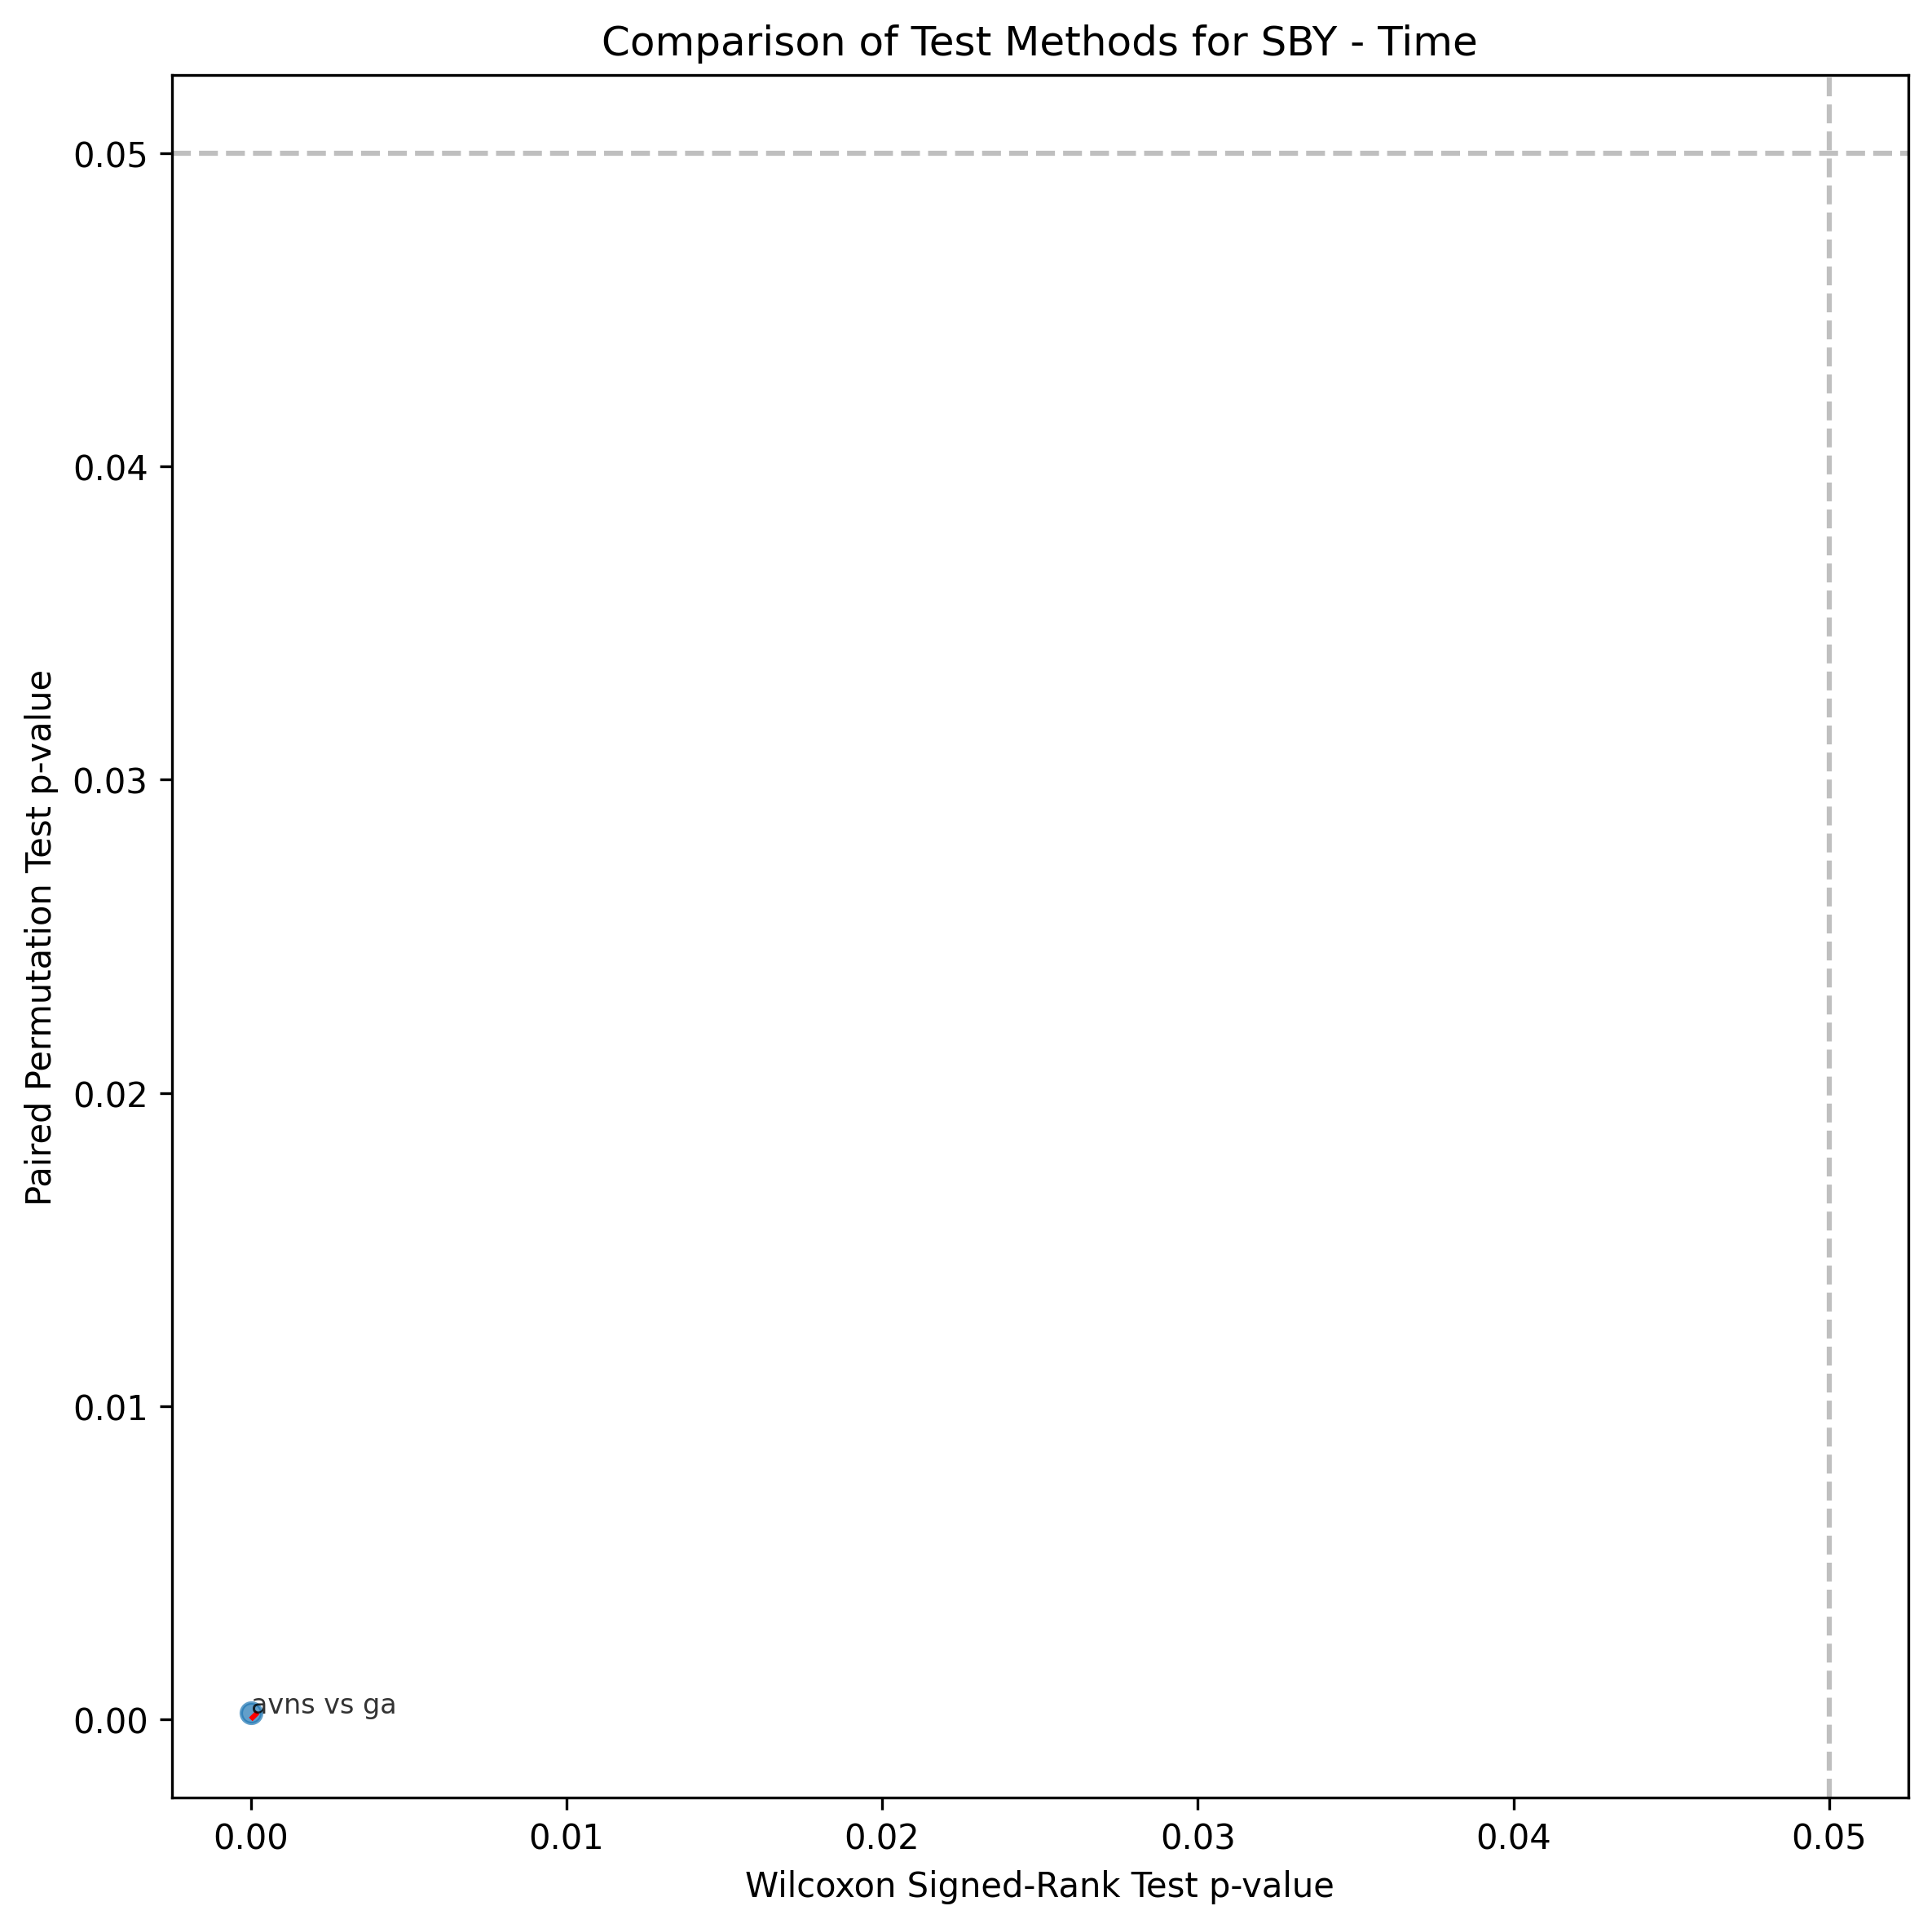 Comparison of Test Methods for SBY - Time
Paired Permutation Test p-value
0.05
0.04
0.03
0.02
0.01
0.00
avns vs ga
0.00 0.01 0.02 0.03 0.04 0.05
Wilcoxon Signed-Rank Test p-value